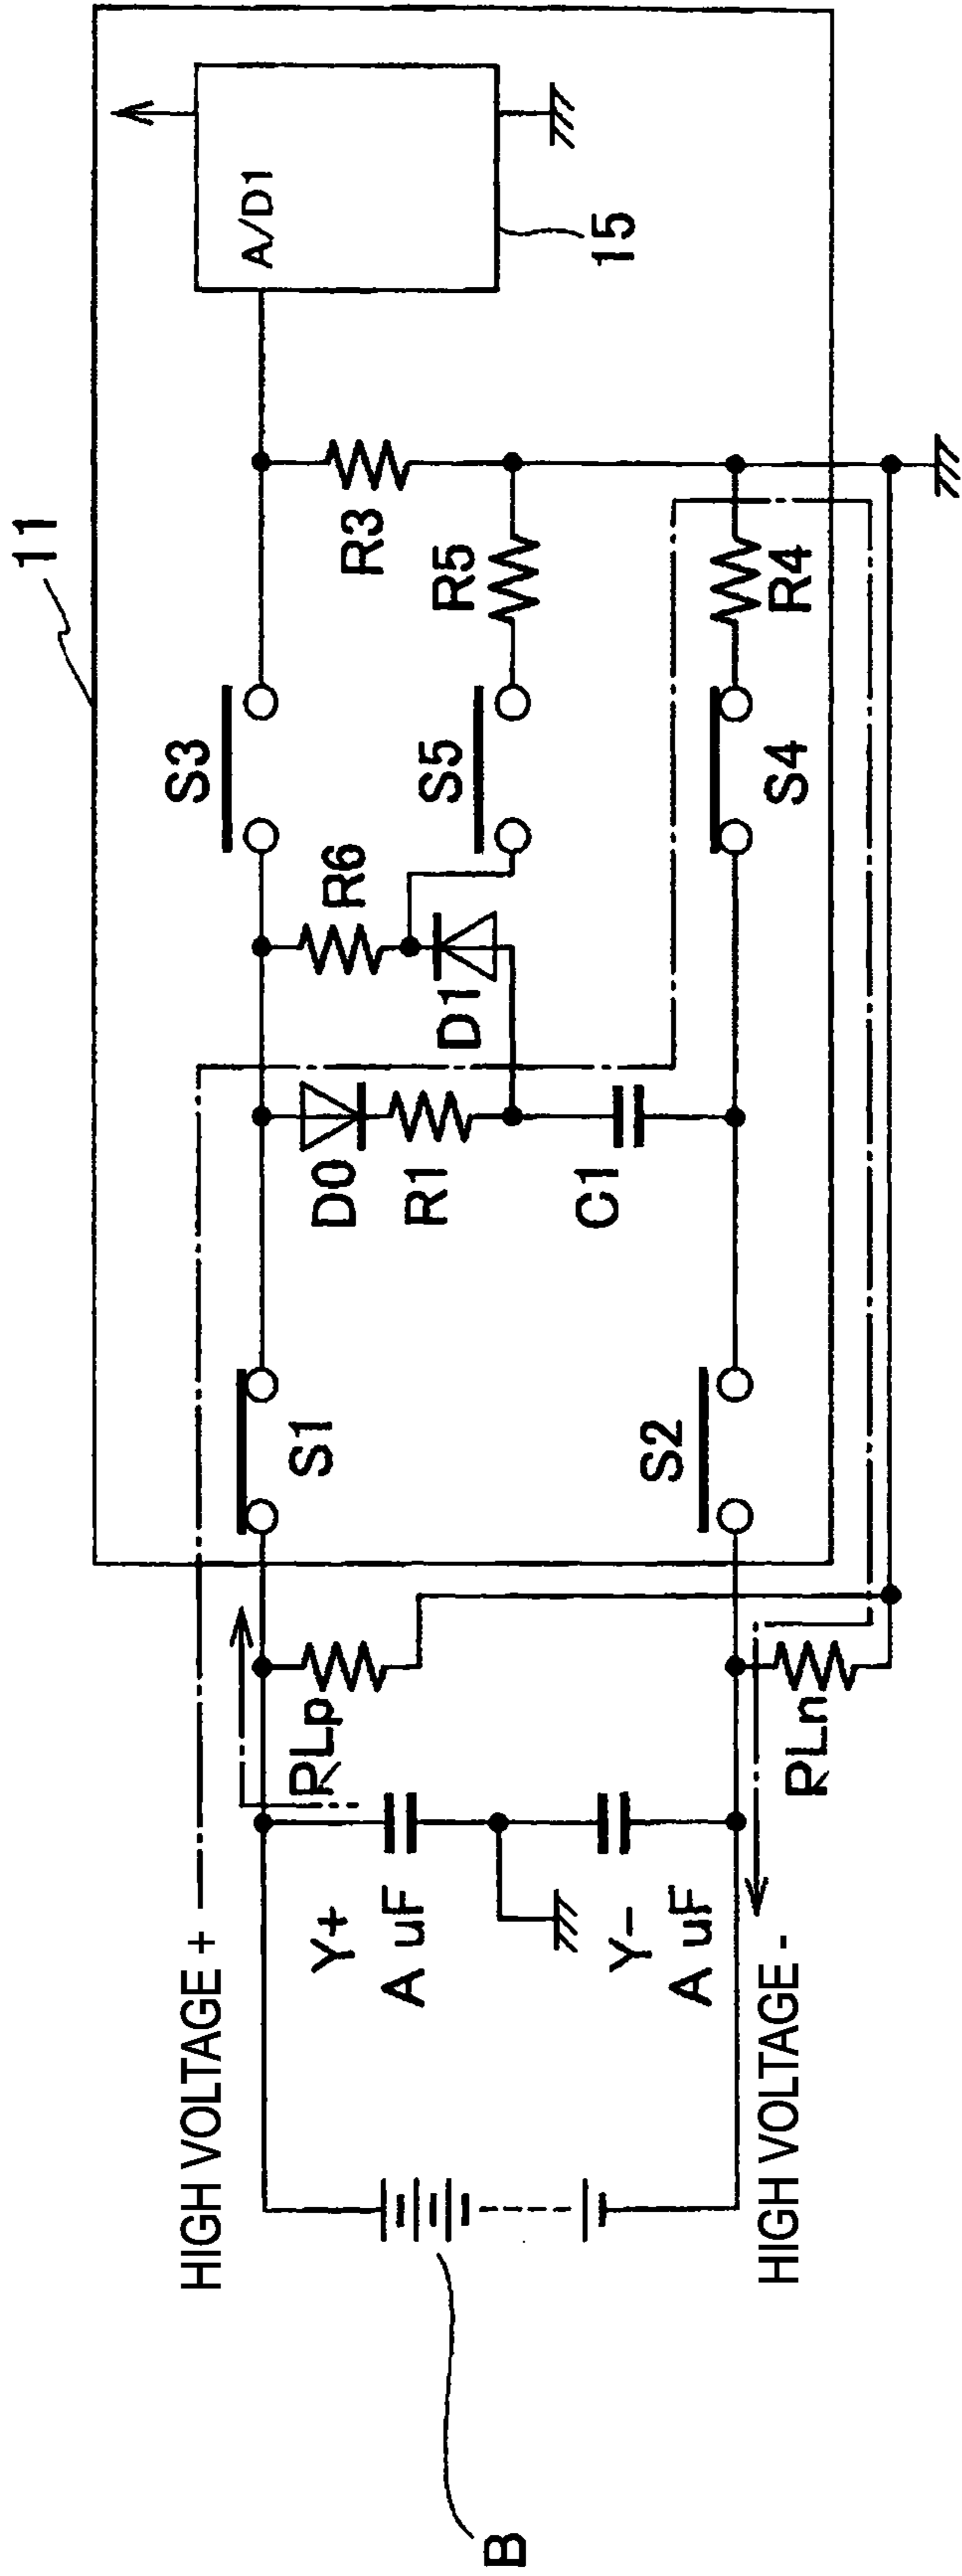 11
A/D1
15
S3
R3
R6
S5
R5
D1
D0
R1
C1
S4
R4
S1
S2
HIGH VOLTAGE +
RLp
Y+
A uF
Y-
A uF
RLn
HIGH VOLTAGE -
B